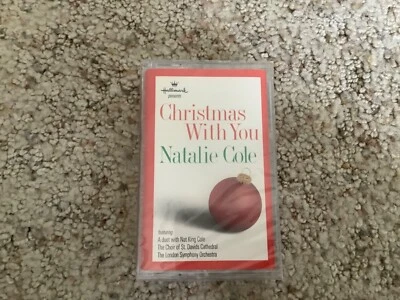 Hallmark
presents
Christmas
With You
Natalie Cole
featuring:
A duet with Nat King Cole
The Choir of St. Davids Cathedral
The London Symphony Orchestra